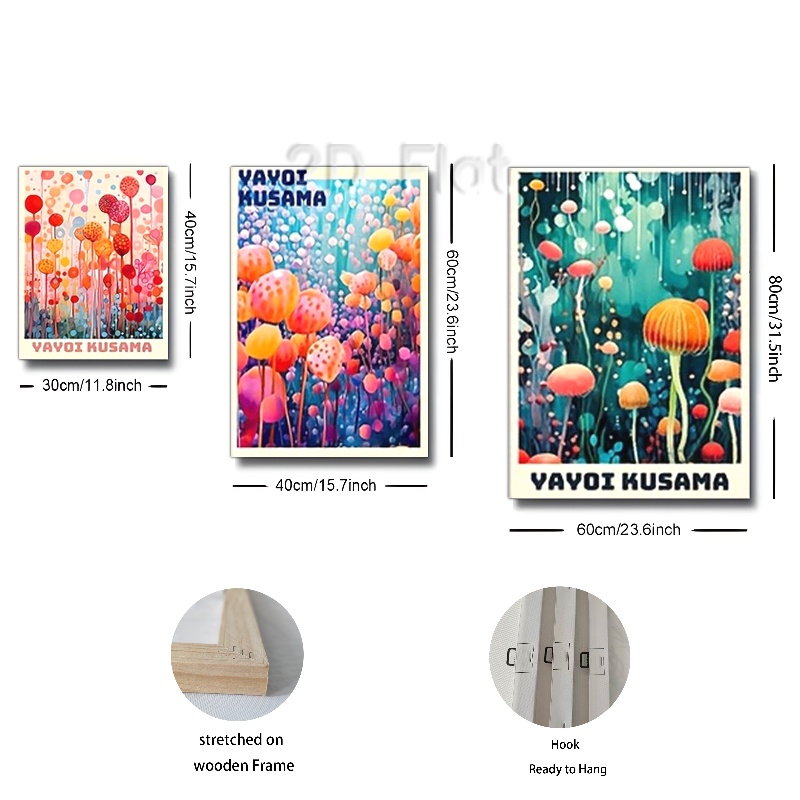 2D Flat
YAYOI KUSAMA
40cm/15.7inch
30cm/11.8inch
YAYOI
KUSAMA
60cm/23.6inch
40cm/15.7inch
YAYOI KUSAMA
80cm/31.5inch
60cm/23.6inch
stretched on
wooden Frame
Hook
Ready to Hang